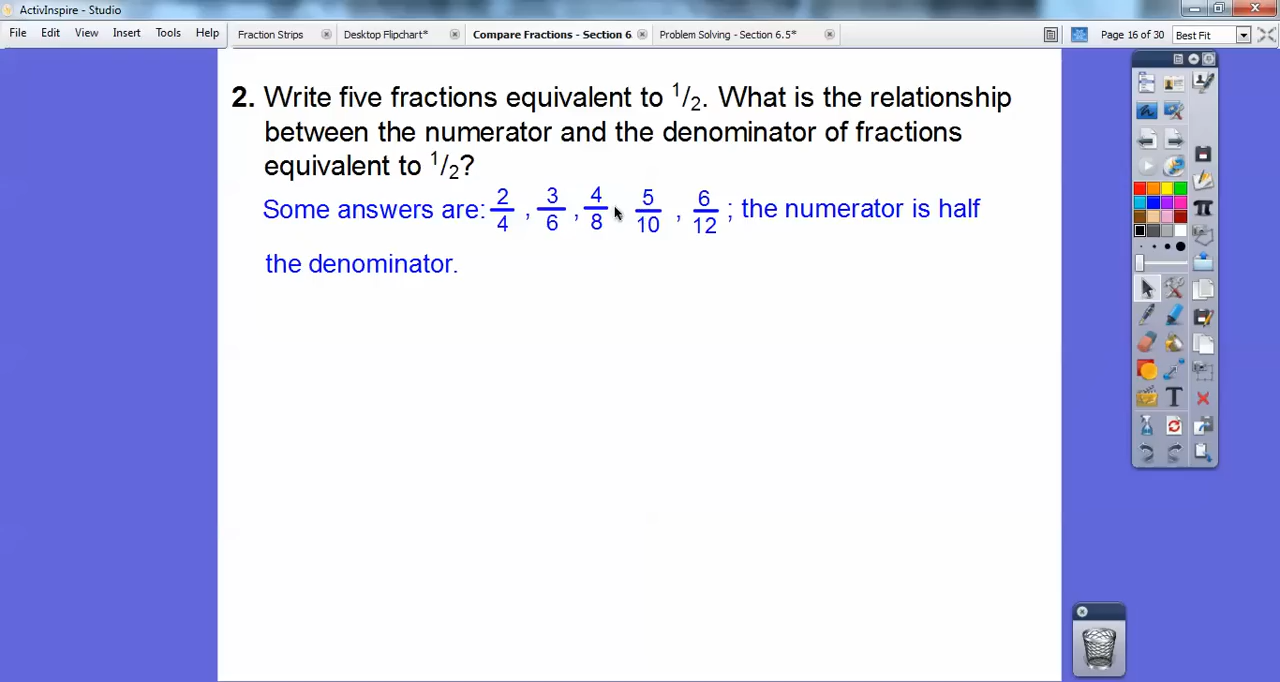 ActivInspire - Studio
File Edit View Insert Tools Help Fraction Strips Desktop Flipchart* Compare Fractions - Section 6 Problem Solving - Section 6.5* Page 16 of 30 Best Fit
2. Write five fractions equivalent to 1/2. What is the relationship
between the numerator and the denominator of fractions
equivalent to 1/2?
Some answers are: 2/4 , 3/6 , 4/8 , 5/10 , 6/12 ; the numerator is half
the denominator.